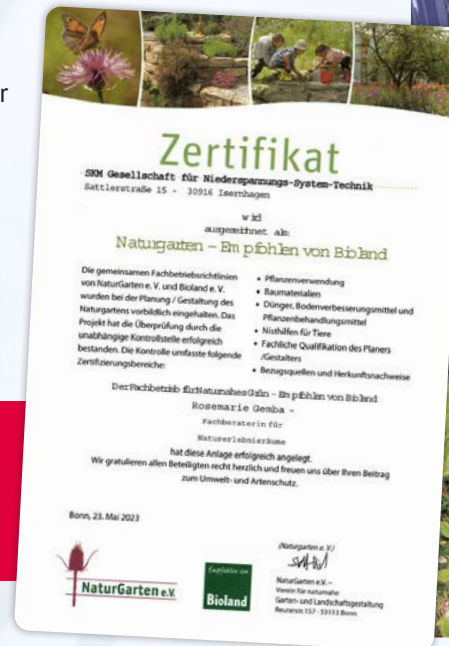 r
Zertifikat
SKM Gesellschaft für Niederspannungs-System-Technik
Sattlerstraße 15 - 30916 Isernhagen
wird
ausgezeichnet als:
Naturgarten – Empfohlen von Bioland
Die gemeinsamen Fachbetriebsrichtlinien
von NaturGarten e. V. und Bioland e. V.
wurden bei der Planung / Gestaltung des
Naturgartens vorbildlich eingehalten. Das
Projekt hat die Überprüfung durch die
unabhängige Kontrollstelle erfolgreich
bestanden. Die Kontrolle umfasste folgende
Zertifizierungsbereiche:
• Pflanzenverwendung
• Baumaterialien
• Dünger, Bodenverbesserungsmittel und
Pflanzenbehandlungsmittel
• Nisthilfen für Tiere
• Fachliche Qualifikation des Planers
/Gestalters
• Bezugsquellen und Herkunftsnachweise
Der Fachbetrieb für Naturnahes Grün – Empfohlen von Bioland
Rosemarie Gemba -
Fachberaterin für
Naturerlebnisräume
hat diese Anlage erfolgreich angelegt.
Wir gratulieren allen Beteiligten recht herzlich und freuen uns über Ihren Beitrag
zum Umwelt- und Artenschutz.
Bonn, 23. Mai 2023
NaturGarten e.V.
Empfohlen von
Bioland
(Naturgarten e. V.)
NaturGarten e.V. –
Verein für naturnahe
Garten- und Landschaftsgestaltung
Reuterstr.157 - 53113 Bonn